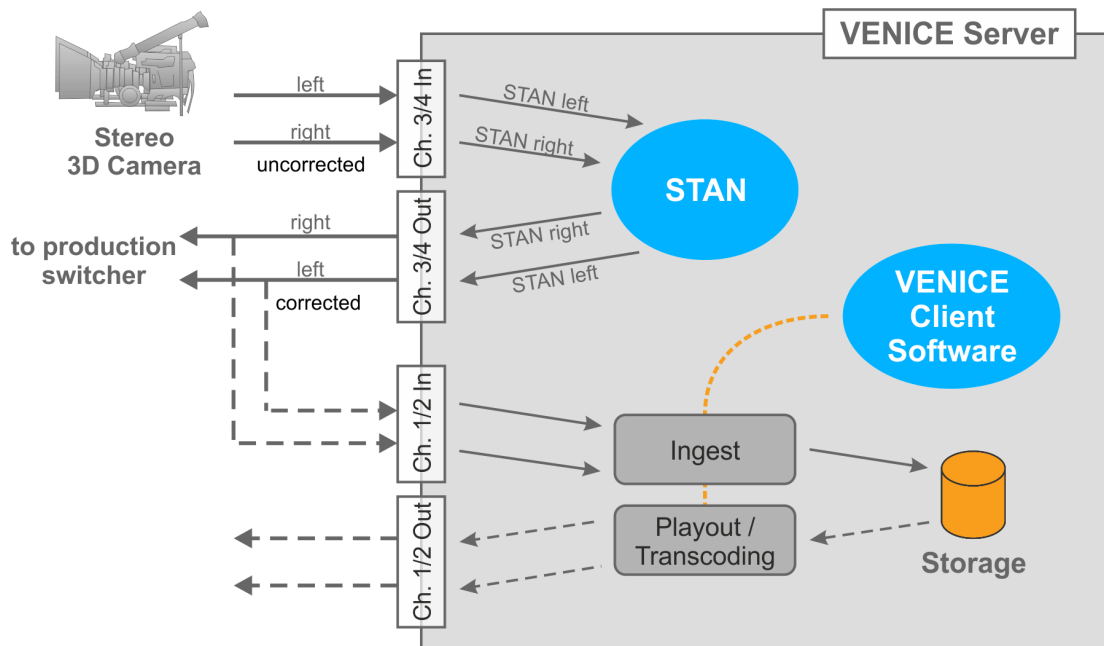 VENICE Server
left
right
uncorrected
Stereo
3D Camera
Ch. 3/4 In
STAN left
STAN right
STAN
right
left
corrected
to production
switcher
Ch. 3/4 Out
STAN right
STAN left
VENICE
Client
Software
Ch. 1/2 In
Ingest
Ch. 1/2 Out
Playout /
Transcoding
Storage